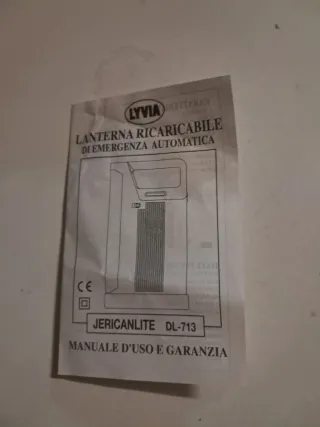 LYVIA
LANTERNA RICARICABILE
DI EMERGENZA AUTOMATICA
CE
JERICANLITE DL-713
MANUALE D'USO E GARANZIA